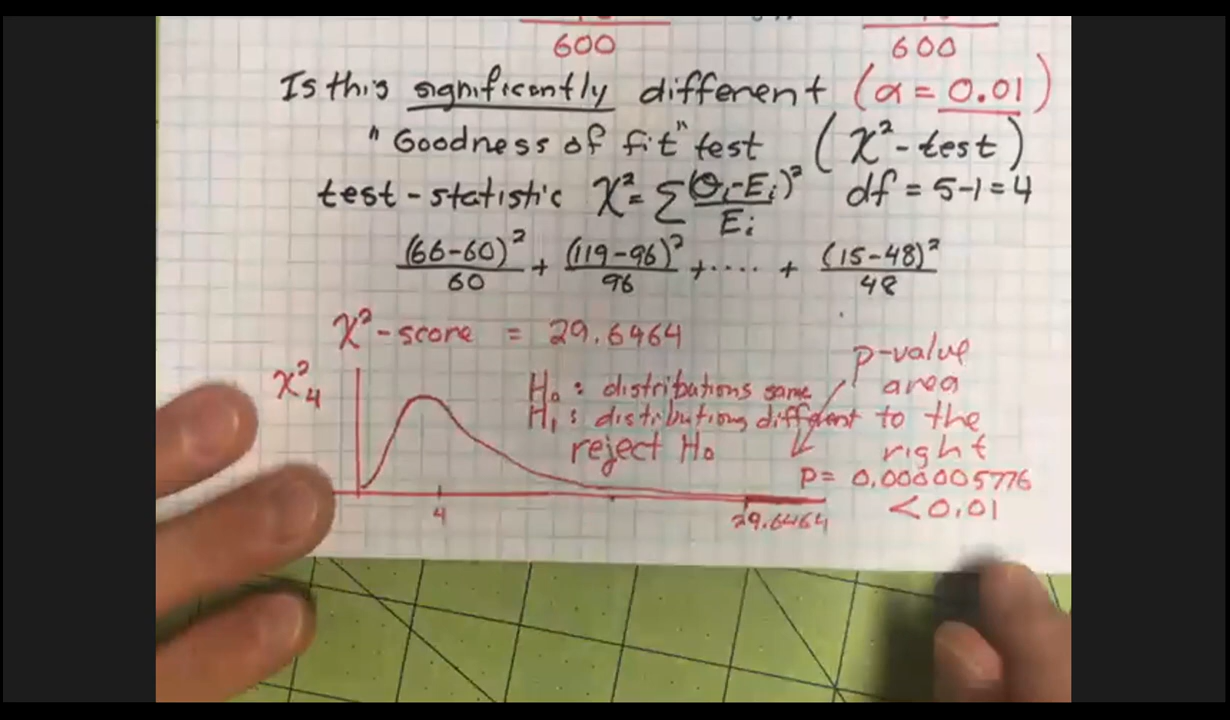 600 600
Is this significantly different (α = 0.01)
"Goodness of fit" test (χ² - test)
test - statistic χ² = Σ (Oᵢ-Eᵢ)²/Eᵢ df = 5-1 = 4
(66-60)²/60 + (119-96)²/96 + .... + (15-48)²/48
χ² - score = 29.6464
χ²₄
H₀ : distributions same
H₁ : distributions different
reject H₀
p-value
area
to the
right
p = 0.000005776
< 0.01
4 29.6464